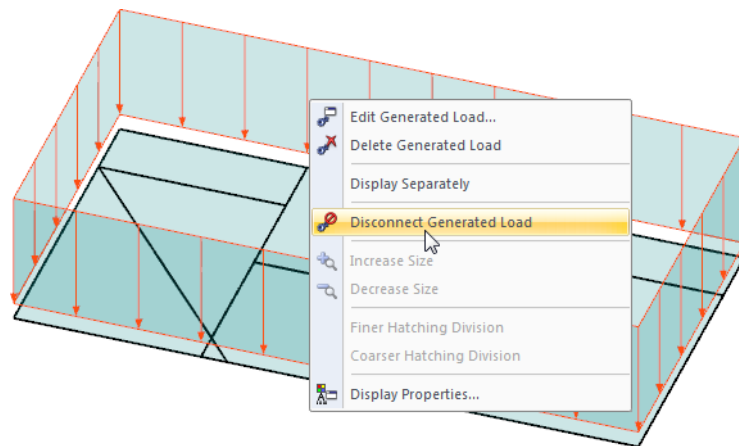 Edit Generated Load...
Delete Generated Load
Display Separately
Disconnect Generated Load
Increase Size
Decrease Size
Finer Hatching Division
Coarser Hatching Division
Display Properties...